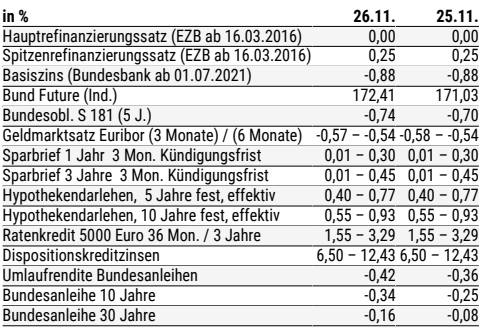 in % 26.11. 25.11.
Hauptrefinanzierungssatz (EZB ab 16.03.2016) 0,00 0,00
Spitzenrefinanzierungssatz (EZB ab 16.03.2016) 0,25 0,25
Basiszins (Bundesbank ab 01.07.2021) -0,88 -0,88
Bund Future (Ind.) 172,41 171,03
Bundesobl. S 181 (5 J.) -0,74 -0,70
Geldmarktsatz Euribor (3 Monate) / (6 Monate) -0,57 – -0,54 -0,58 – -0,54
Sparbrief 1 Jahr 3 Mon. Kündigungsfrist 0,01 – 0,30 0,01 – 0,30
Sparbrief 3 Jahre 3 Mon. Kündigungsfrist 0,01 – 0,45 0,01 – 0,45
Hypothekendarlehen, 5 Jahre fest, effektiv 0,40 – 0,77 0,40 – 0,77
Hypothekendarlehen, 10 Jahre fest, effektiv 0,55 – 0,93 0,55 – 0,93
Ratenkredit 5000 Euro 36 Mon. / 3 Jahre 1,55 – 3,29 1,55 – 3,29
Dispositionskreditzinsen 6,50 – 12,43 6,50 – 12,43
Umlaufrendite Bundesanleihen -0,42 -0,36
Bundesanleihe 10 Jahre -0,34 -0,25
Bundesanleihe 30 Jahre -0,16 -0,08